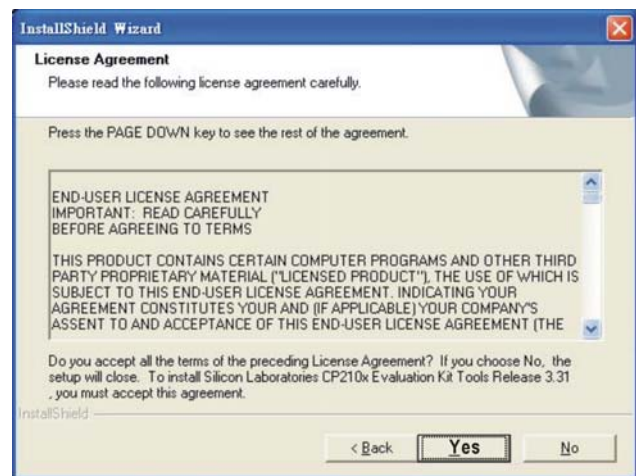 InstallShield Wizard
License Agreement
Please read the following license agreement carefully.
Press the PAGE DOWN key to see the rest of the agreement.
END-USER LICENSE AGREEMENT
IMPORTANT: READ CAREFULLY
BEFORE AGREEING TO TERMS
THIS PRODUCT CONTAINS CERTAIN COMPUTER PROGRAMS AND OTHER THIRD
PARTY PROPRIETARY MATERIAL ("LICENSED PRODUCT"), THE USE OF WHICH IS
SUBJECT TO THIS END-USER LICENSE AGREEMENT. INDICATING YOUR
AGREEMENT CONSTITUTES YOUR AND (IF APPLICABLE) YOUR COMPANY'S
ASSENT TO AND ACCEPTANCE OF THIS END-USER LICENSE AGREEMENT (THE
Do you accept all the terms of the preceding License Agreement? If you choose No, the
setup will close. To install Silicon Laboratories CP210x Evaluation Kit Tools Release 3.31
, you must accept this agreement.
InstallShield
< Back
Yes
No